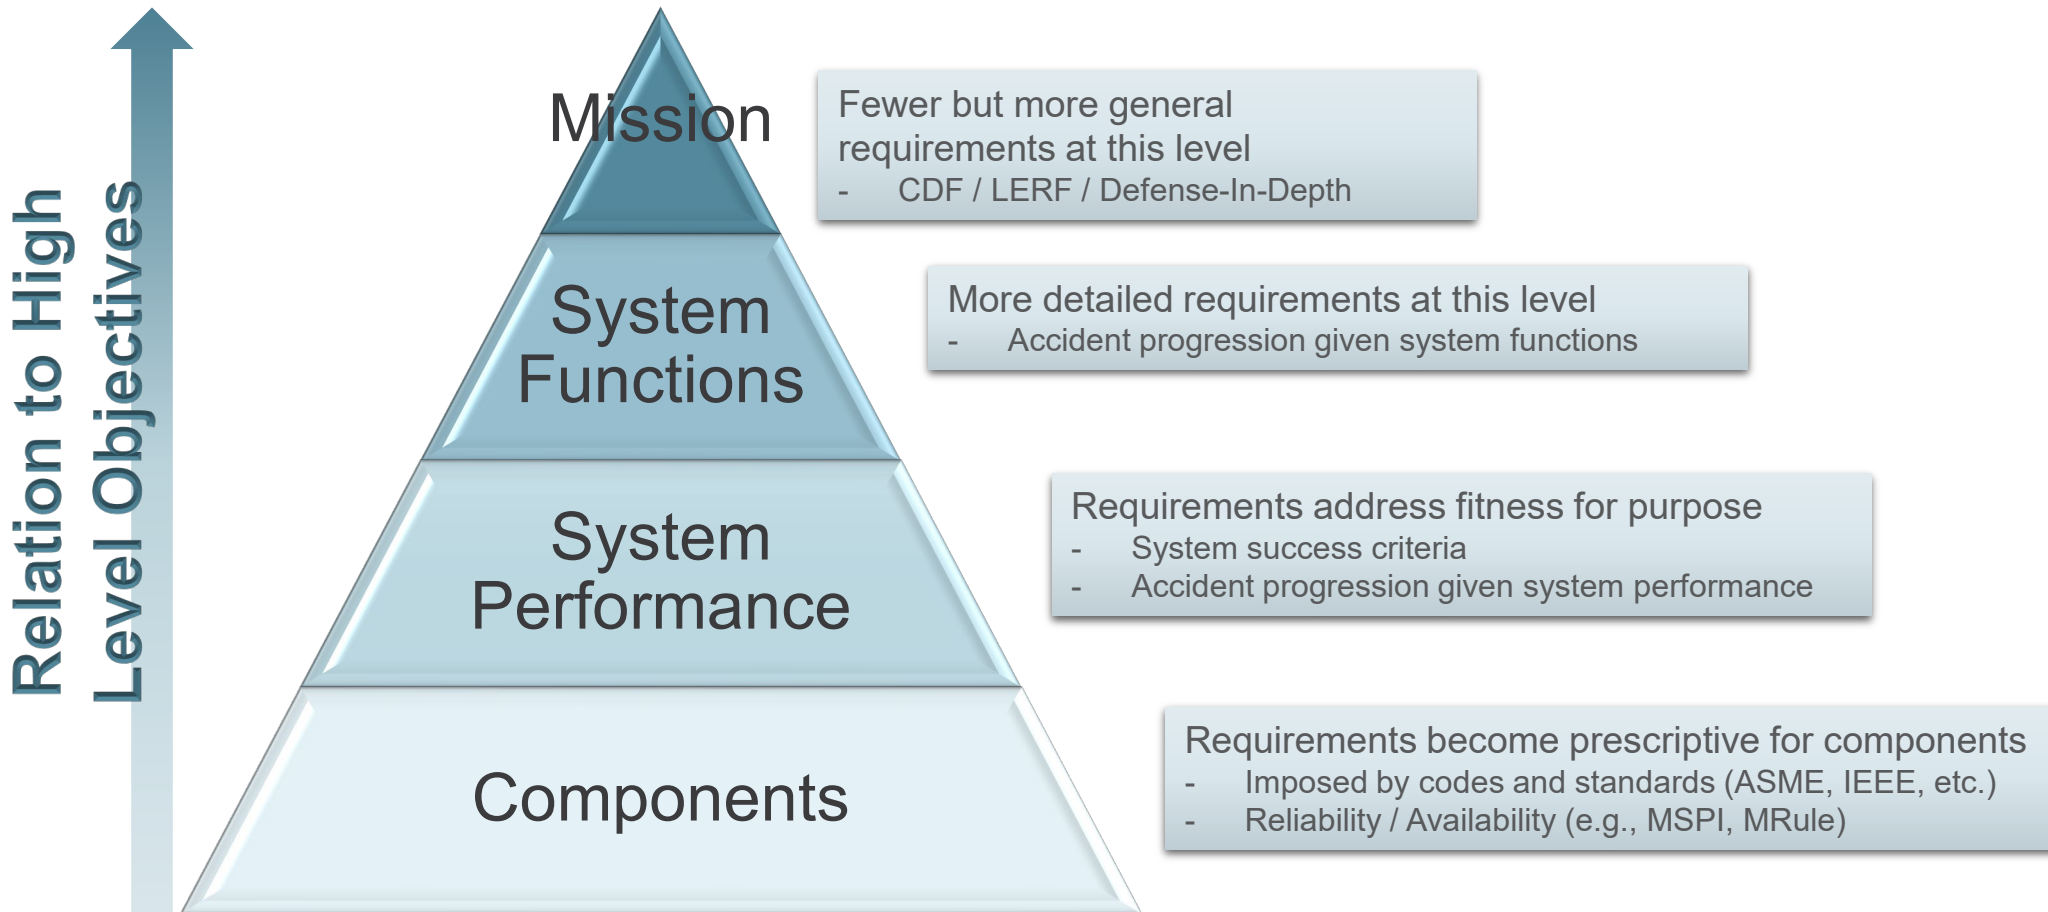 Relation to High
Level Objectives
Mission
Fewer but more general
requirements at this level
- CDF / LERF / Defense-In-Depth
System
Functions
More detailed requirements at this level
- Accident progression given system functions
System
Performance
Requirements address fitness for purpose
- System success criteria
- Accident progression given system performance
Components
Requirements become prescriptive for components
- Imposed by codes and standards (ASME, IEEE, etc.)
- Reliability / Availability (e.g., MSPI, MRule)